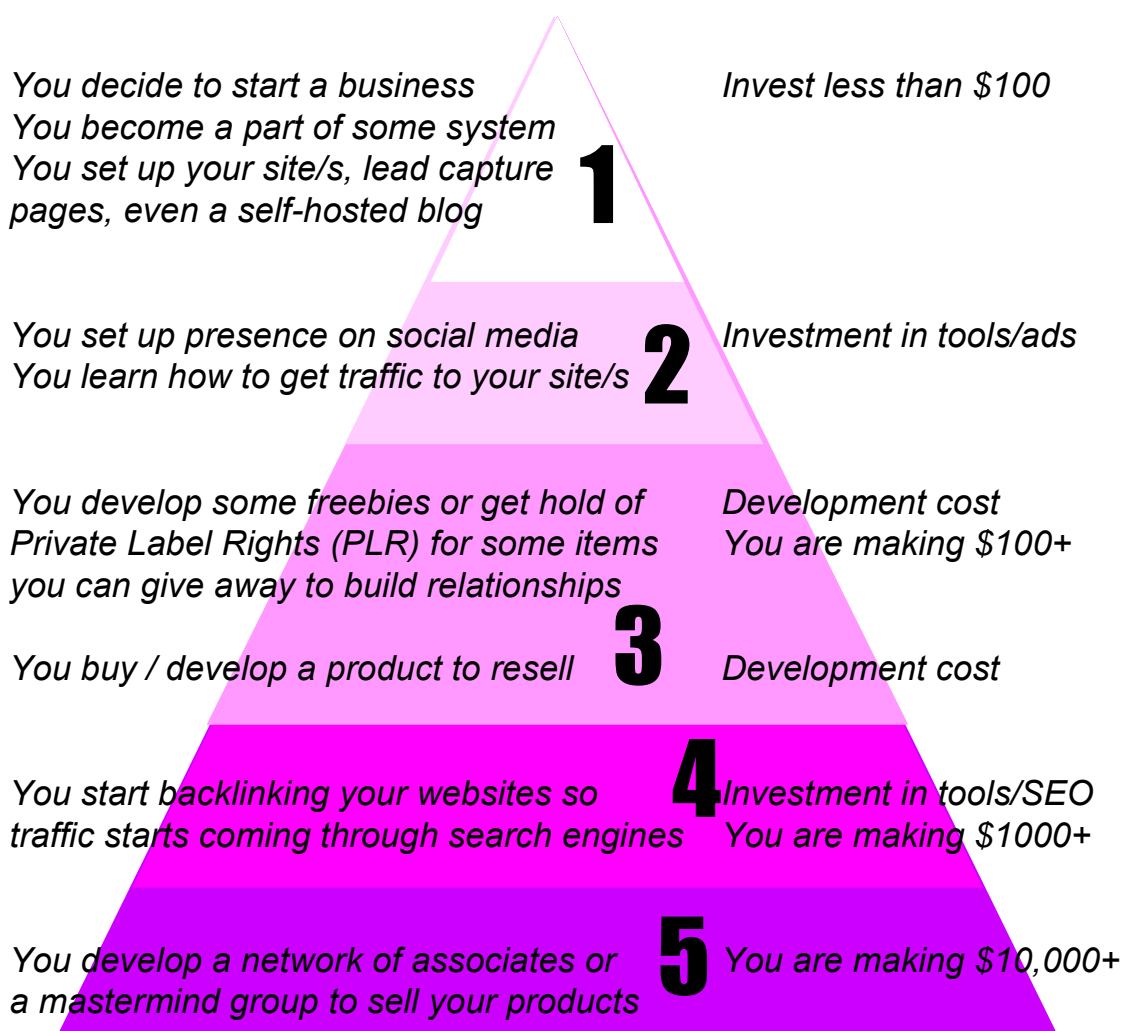 You decide to start a business
Invest less than $100
You become a part of some system
You set up your site/s, lead capture
pages, even a self-hosted blog
1
You set up presence on social media
Investment in tools/ads
You learn how to get traffic to your site/s
2
You develop some freebies or get hold of
Development cost
Private Label Rights (PLR) for some items
You are making $100+
you can give away to build relationships
3
You buy / develop a product to resell
Development cost
4
You start backlinking your websites so
Investment in tools/SEO
traffic starts coming through search engines
You are making $1000+
5
You develop a network of associates or
You are making $10,000+
a mastermind group to sell your products